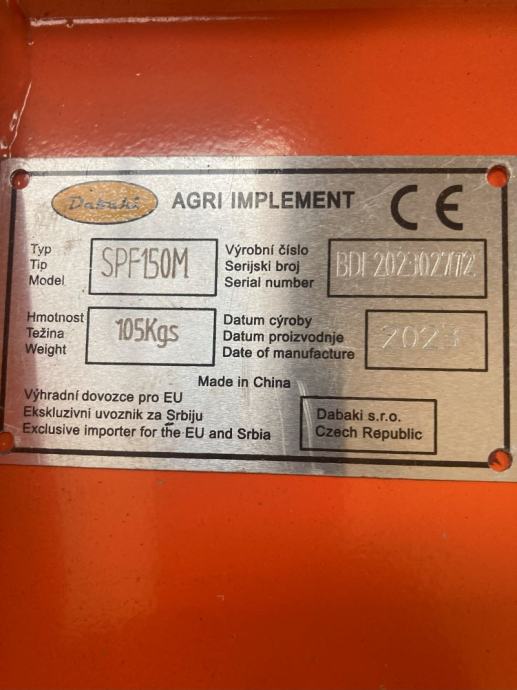 Dabaki AGRI IMPLEMENT CE
Typ
Tip
Model
SPF150M
Výrobní číslo
Serijski broj
Serial number
Hmotnost
Težina
Weight
105Kgs
Datum cýroby
Datum proizvodnje
Date of manufacture
2023
Made in China
Výhradní dovozce pro EU
Ekskluzivni uvoznik za Srbiju
Exclusive importer for the EU and Srbia
Dabaki s.r.o.
Czech Republic